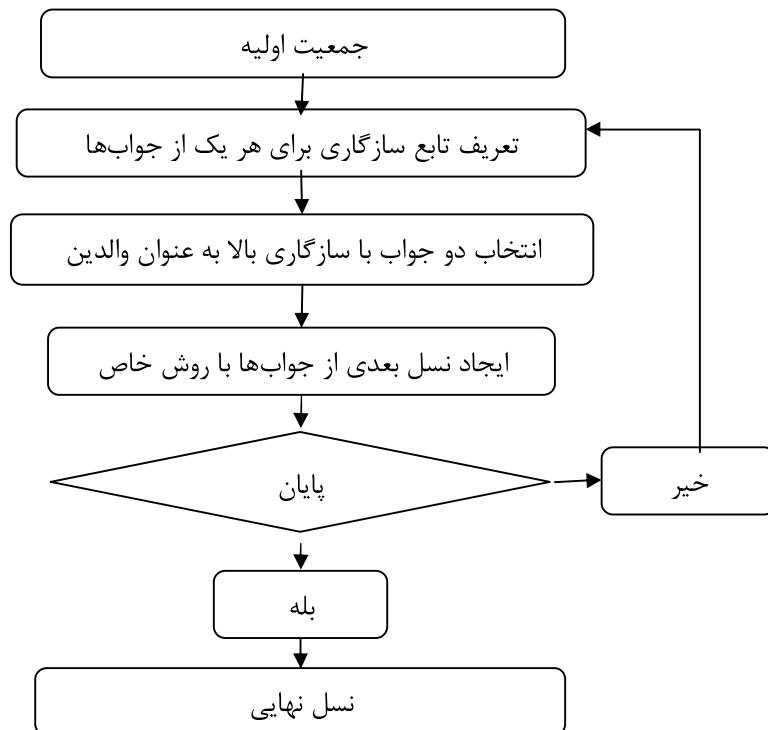 جمعیت اولیه
تعریف تابع سازگاری برای هر یک از جواب‌ها
انتخاب دو جواب با سازگاری بالا به عنوان والدین
ایجاد نسل بعدی از جواب‌ها با روش خاص
پایان
خیر
بله
نسل نهایی